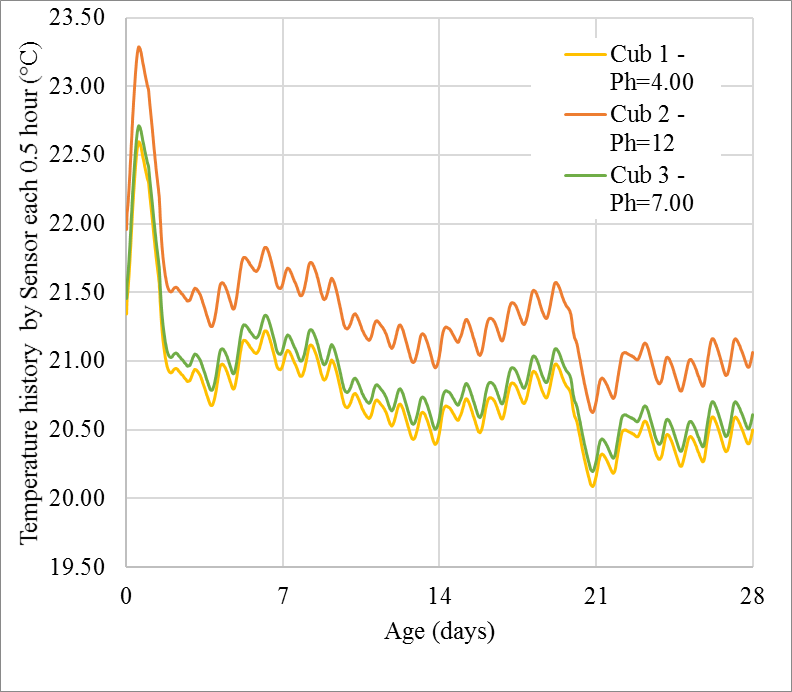 23.50
23.00
22.50
22.00
21.50
21.00
20.50
20.00
19.50
Temperature history by Sensor each 0.5 hour (°C)
Cub 1 -
Ph=4.00
Cub 2 -
Ph=12
Cub 3 -
Ph=7.00
0 7 14 21 28
Age (days)